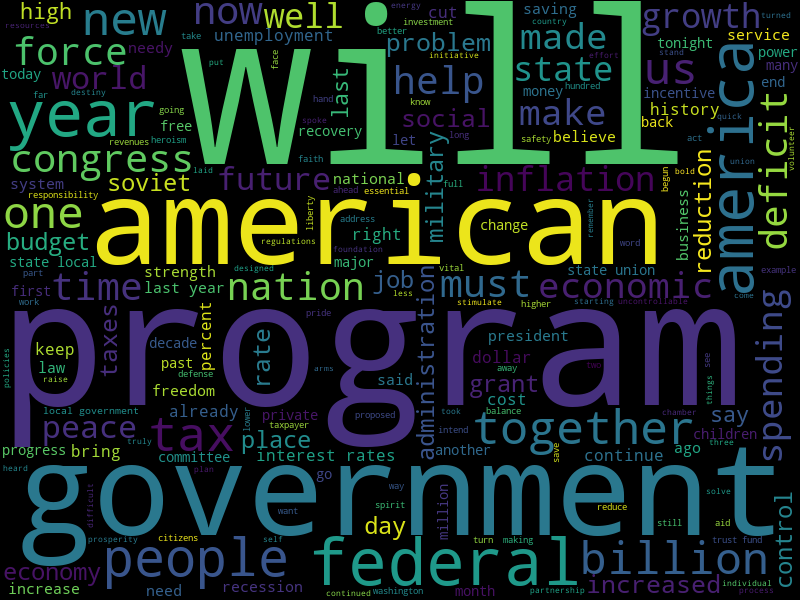 high
new
now
well
will
cut
saving
country
energy
investment
better
turned
resources
growth
force
needy
take
unemployment
problem
made
tonight
service
today
world
put
face
initiative
effort
stand
power
many
far
destiny
hand
last
help
state
us
hundred
money
incentive
end
year
going
free
know
social
make
history
america
revenues
heroism
spoke
recovery
let
long
safety
believe
back
act
quick
deficit
volunteer
congress
laid
faith
military
union
system
soviet
future
national
ahead
essential
full
inflation
begun
bold
reduction
responsibility
one
american
liberty
address
right
change
remember
business
budget
regulations
foundation
word
state local
strength
designed
major
vital
state union
example
part
first
time
last year
nation
job
must
economic
come
work
less
stimulate
higher
starting
uncontrollable
program
taxes
percent
pride
administration
president
spending
decade
rate
dollar
keep
past
said
away
two
see
things
policies
law
defense
arms
grant
raise
freedom
cost
local government
already
lower
private
proposed
took
balance
chamber
say
peace
tax
taxpayer
together
children
place
intend
progress
bring
truly
committee
interest rates
another
save
continue
ago
three
heard
plan
go
way
government
difficult
want
million
solve
control
prosperity
spirit
reduce
still
aid
trust fund
citizens
self
day
turn
making
people
federal
billion
economy
need
recession
increased
individual
increase
continued
washington
month
partnership
process